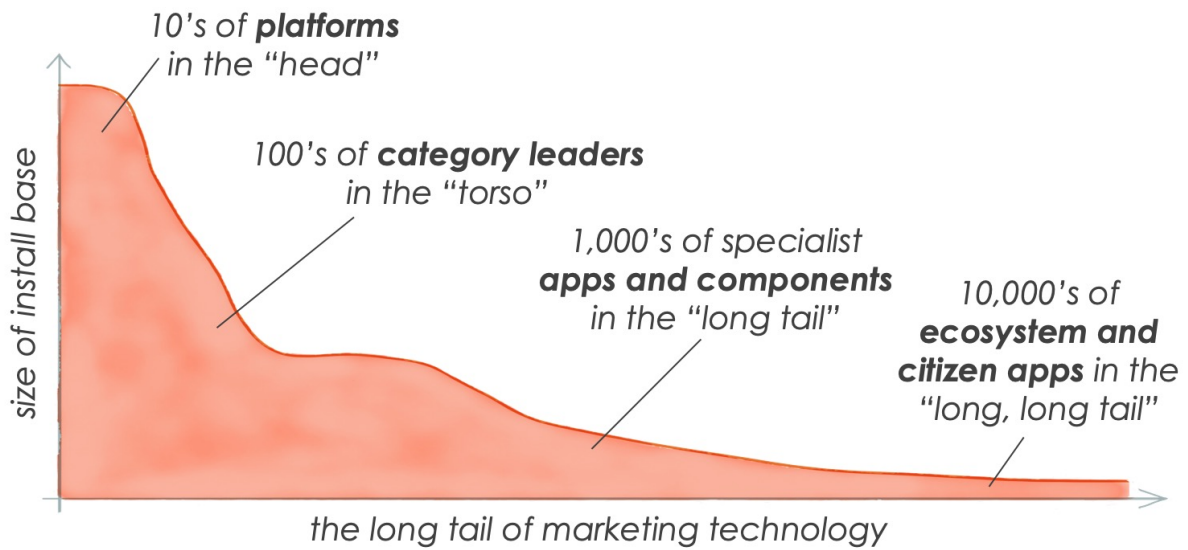 10’s of platforms
in the “head”
100’s of category leaders
in the “torso”
1,000’s of specialist
apps and components
in the “long tail”
10,000’s of
ecosystem and
citizen apps in the
“long, long tail”
size of install base
the long tail of marketing technology